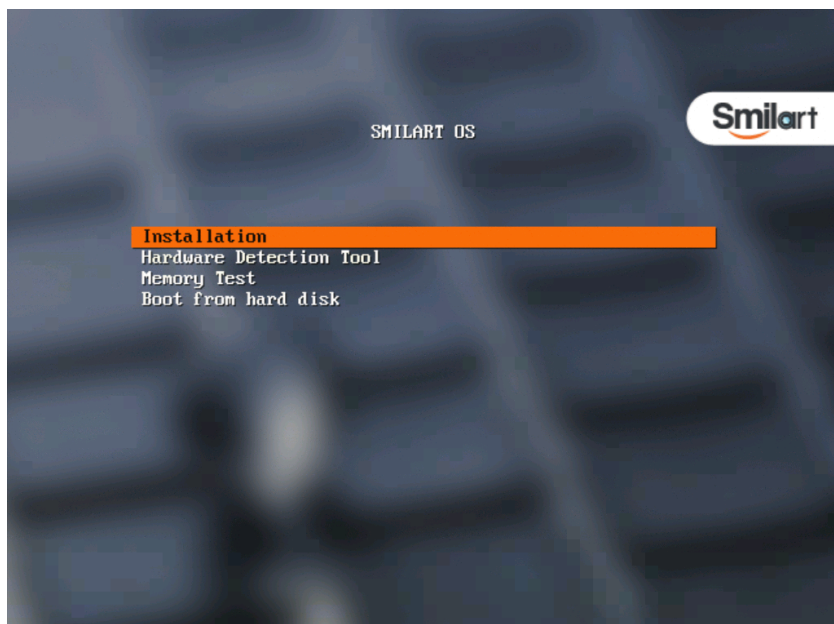 SMILART OS
Smilart
Installation
Hardware Detection Tool
Memory Test
Boot from hard disk